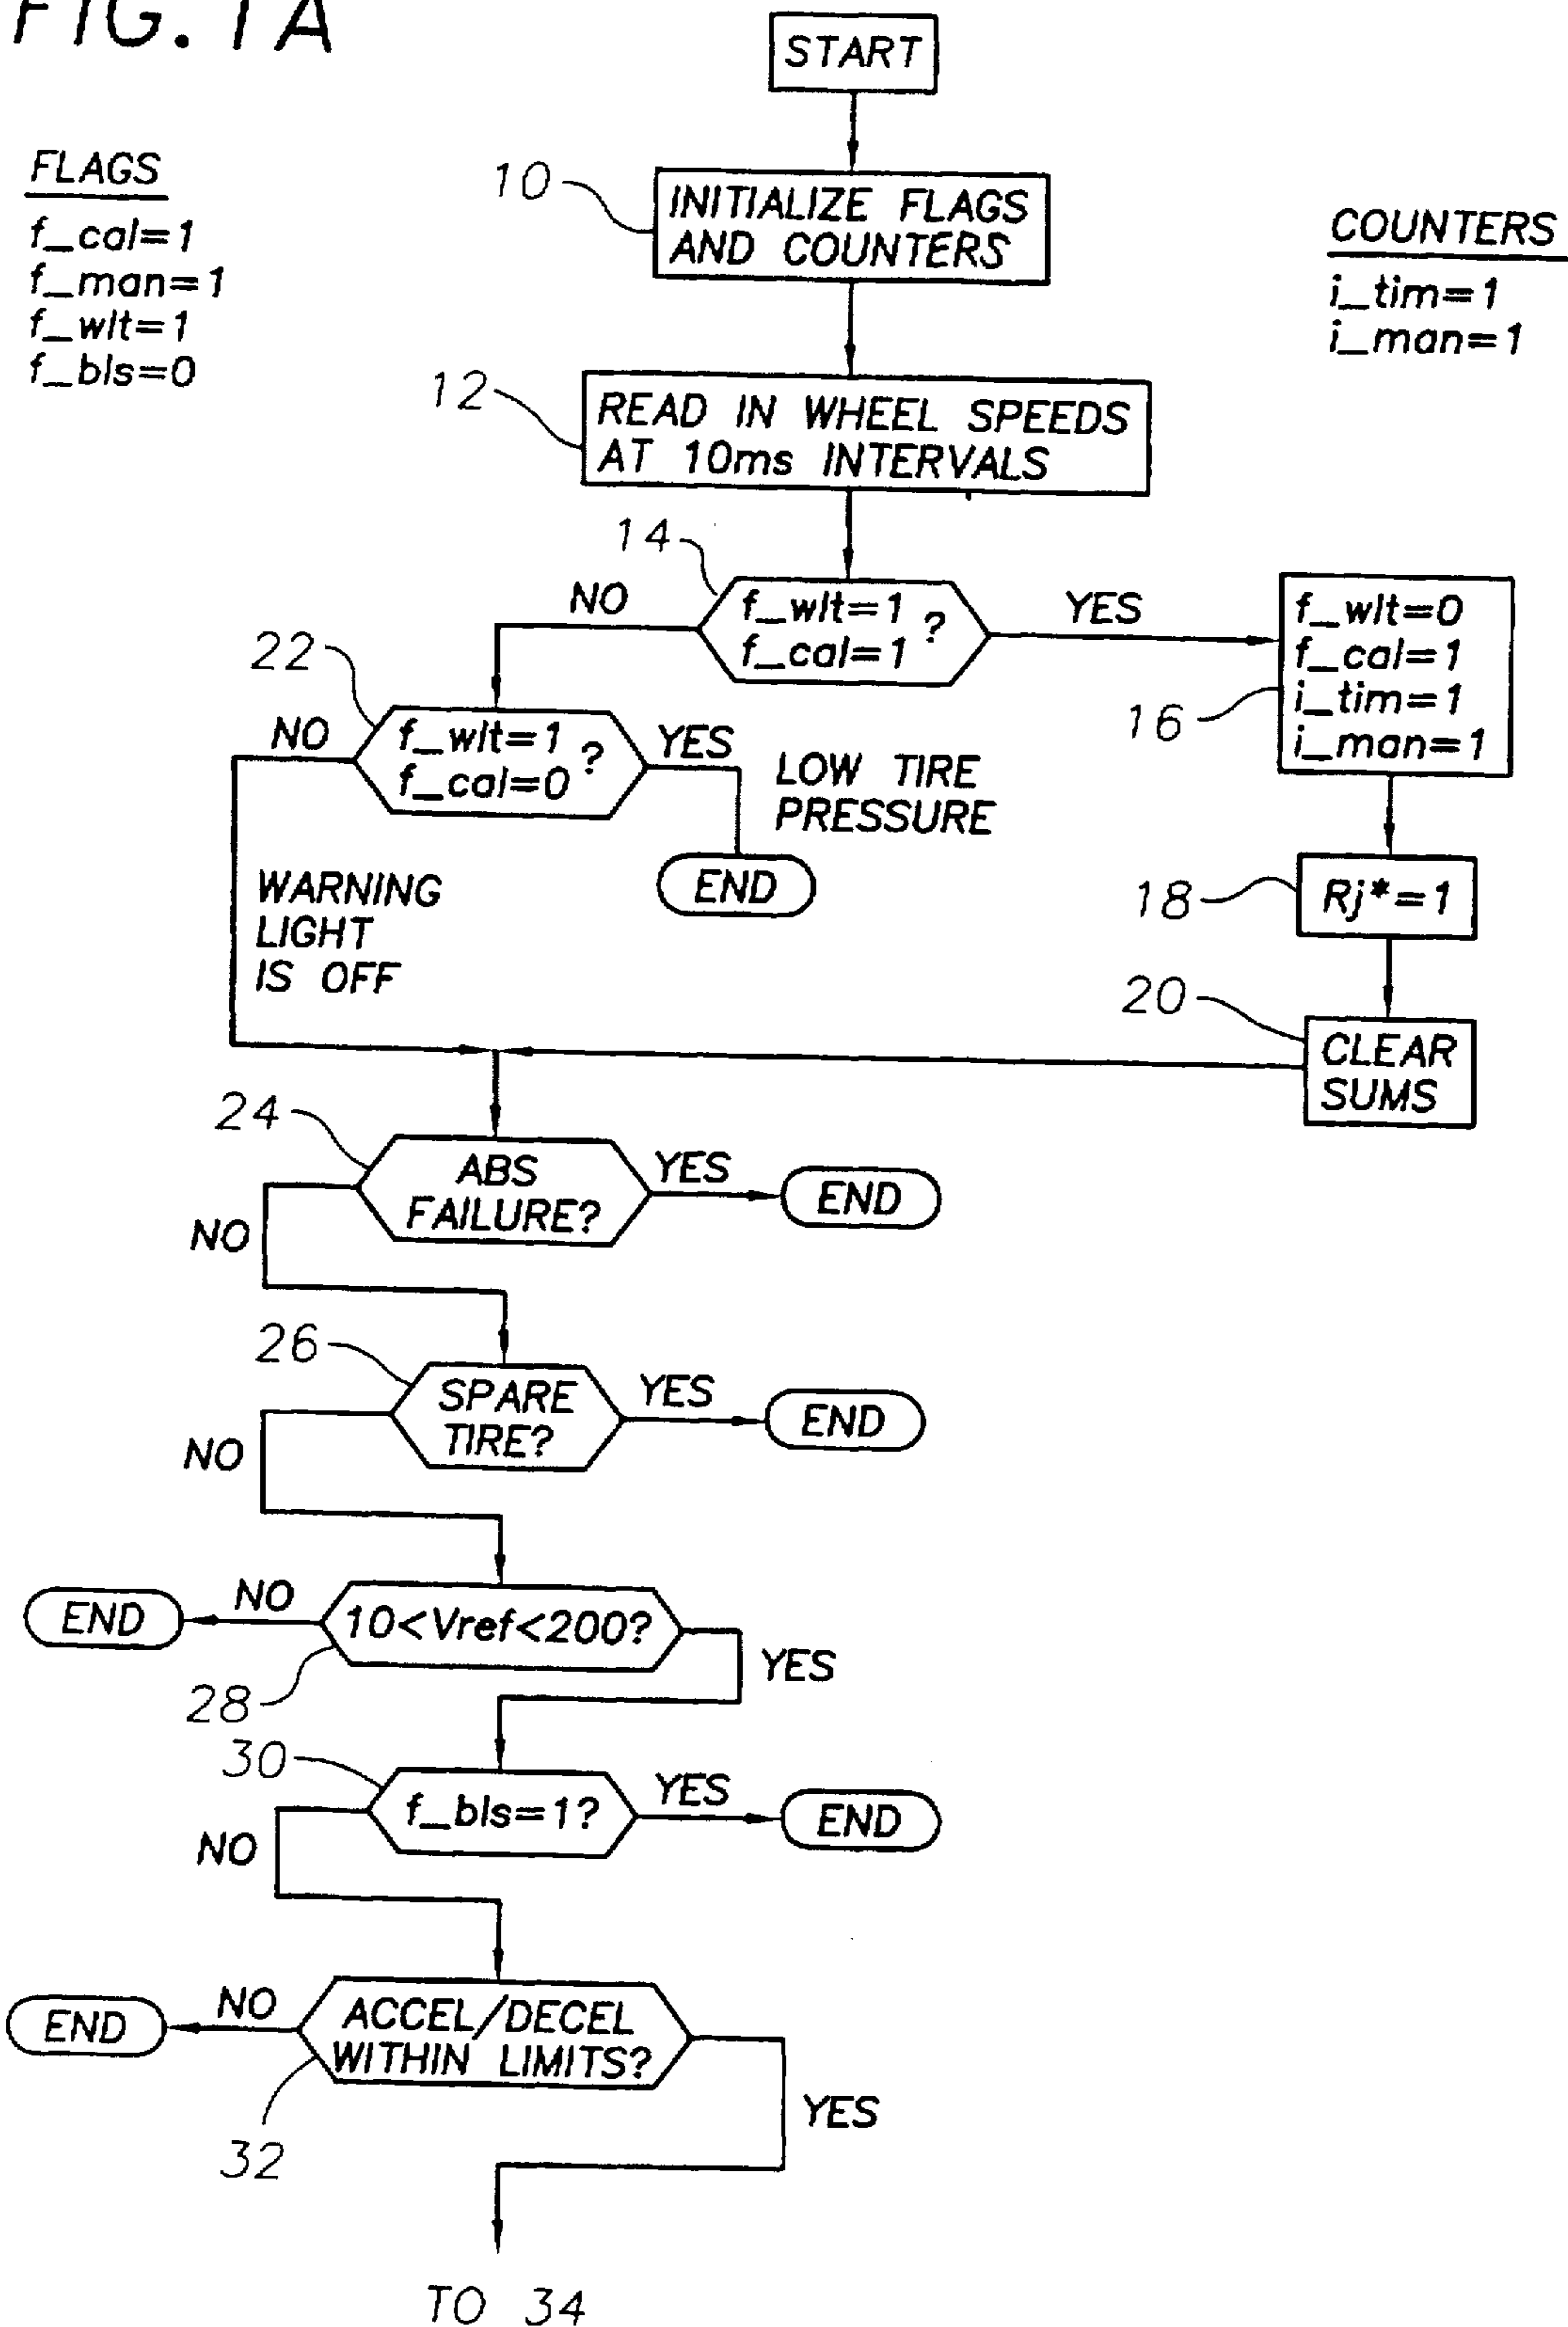 FIG. 1A
START
FLAGS
f_cal=1
f_man=1
f_wlt=1
f_bls=0
10
INITIALIZE FLAGS
AND COUNTERS
COUNTERS
i_tim=1
i_man=1
12
READ IN WHEEL SPEEDS
AT 10ms INTERVALS
14
NO
f_wlt=1
f_cal=1
?
YES
f_wlt=0
f_cal=1
i_tim=1
i_man=1
16
22
NO
f_wlt=1
f_cal=0
?
YES
LOW TIRE
PRESSURE
END
WARNING
LIGHT
IS OFF
18
Rj*=1
20
CLEAR
SUMS
24
ABS
FAILURE?
YES
END
NO
26
SPARE
TIRE?
YES
END
NO
END
NO
10<Vref<200?
YES
28
30
f_bls=1?
YES
END
NO
END
NO
ACCEL/DECEL
WITHIN LIMITS?
YES
32
TO 34